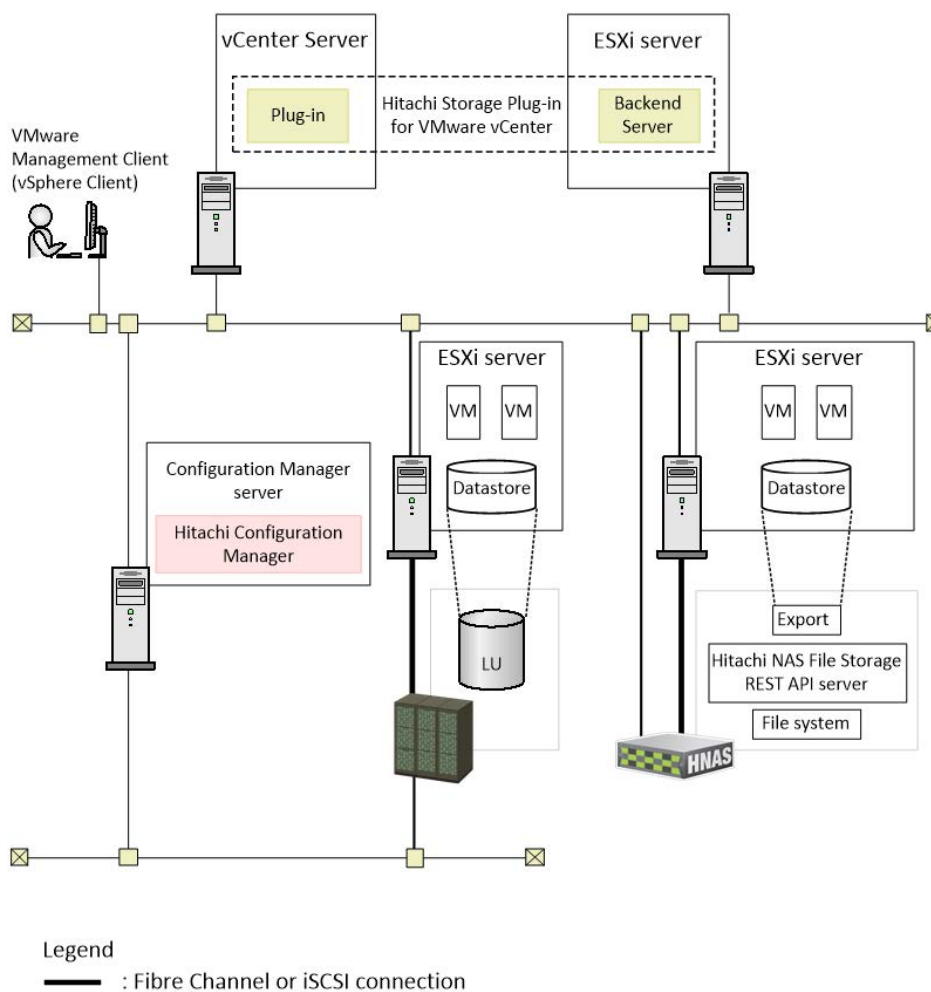 vCenter Server
ESXi server
Plug-in
Hitachi Storage Plug-in
for VMware vCenter
Backend
Server
VMware
Management Client
(vSphere Client)
ESXi server
VM
VM
Datastore
ESXi server
VM
VM
Datastore
Configuration Manager
server
Hitachi Configuration
Manager
LU
Export
Hitachi NAS File Storage
REST API server
File system
HNAS
Legend
: Fibre Channel or iSCSI connection